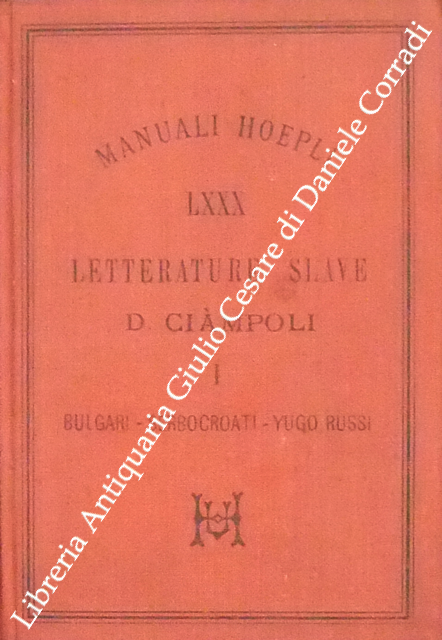 MANUALI HOEPLI
LXXX
LETTERATURE SLAVE
D. CIÀMPOLI
I
BULGARI - SERBOCROATI - YUGO RUSSI
H
Libreria Antiquaria Giulio Cesare di Daniele Corradi